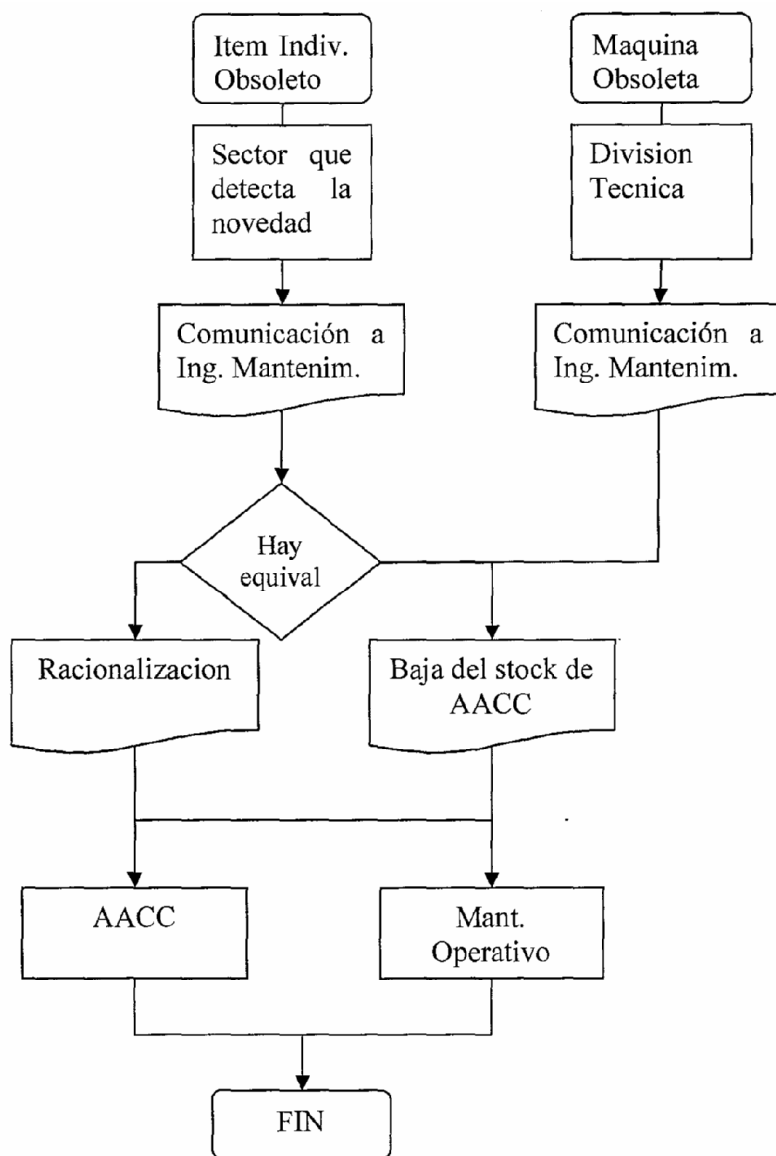 Item Indiv.
Obsoleto
Maquina
Obsoleta
Sector que
detecta la
novedad
Division
Tecnica
Comunicación a
Ing. Mantenim.
Comunicación a
Ing. Mantenim.
Hay
equival
Racionalizacion
Baja del stock de
AACC
AACC
Mant.
Operativo
FIN